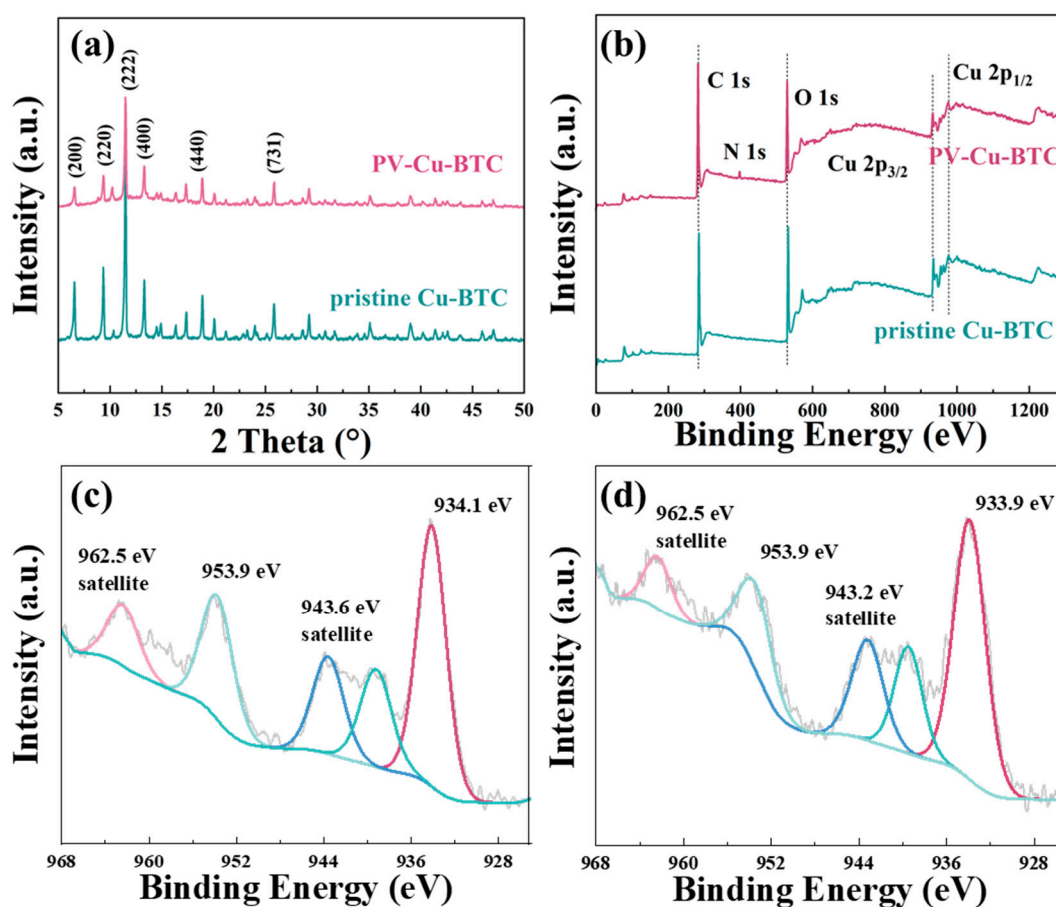 (a)
(200)
(220)
(222)
(400)
(440)
(731)
PV-Cu-BTC
pristine Cu-BTC
Intensity (a.u.)
5 10 15 20 25 30 35 40 45 50
2 Theta (°)
(b)
C 1s
N 1s
O 1s
Cu 2p3/2
Cu 2p1/2
PV-Cu-BTC
pristine Cu-BTC
Intensity (a.u.)
0 200 400 600 800 1000 1200
Binding Energy (eV)
(c)
962.5 eV
satellite
953.9 eV
943.6 eV
satellite
934.1 eV
Intensity (a.u.)
968 960 952 944 936 928
Binding Energy (eV)
(d)
962.5 eV
satellite
953.9 eV
943.2 eV
satellite
933.9 eV
Intensity (a.u.)
968 960 952 944 936 928
Binding Energy (eV)